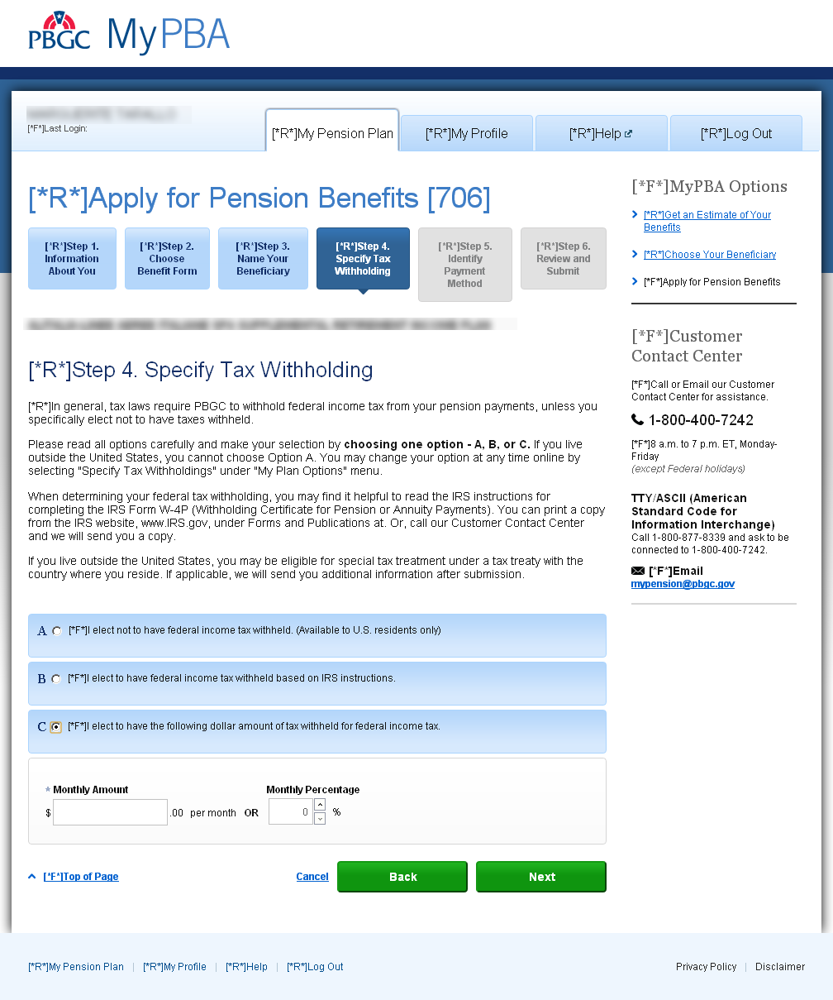 PBGC MyPBA
[*F*]Last Login:
[*R*]My Pension Plan
[*R*]My Profile
[*R*]Help
[*R*]Log Out
[*R*]Apply for Pension Benefits [706]
[*R*]Step 1.
Information
About You
[*R*]Step 2.
Choose
Benefit Form
[*R*]Step 3.
Name Your
Beneficiary
[*R*]Step 4.
Specify Tax
Withholding
[*R*]Step 5.
Identify
Payment
Method
[*R*]Step 6.
Review and
Submit
[*R*]Step 4. Specify Tax Withholding
[*R*]In general, tax laws require PBGC to withhold federal income tax from your pension payments, unless you
specifically elect not to have taxes withheld.
Please read all options carefully and make your selection by choosing one option - A, B, or C. If you live
outside the United States, you cannot choose Option A. You may change your option at any time online by
selecting "Specify Tax Withholdings" under "My Plan Options" menu.
When determining your federal tax withholding, you may find it helpful to read the IRS instructions for
completing the IRS Form W-4P (Withholding Certificate for Pension or Annuity Payments). You can print a copy
from the IRS website, www.IRS.gov, under Forms and Publications at. Or, call our Customer Contact Center
and we will send you a copy.
If you live outside the United States, you may be eligible for special tax treatment under a tax treaty with the
country where you reside. If applicable, we will send you additional information after submission.
A [*F*]I elect not to have federal income tax withheld. (Available to U.S. residents only)
B [*F*]I elect to have federal income tax withheld based on IRS instructions.
C [*F*]I elect to have the following dollar amount of tax withheld for federal income tax.
* Monthly Amount
Monthly Percentage
$ .00 per month OR 0 %
[*F*]Top of Page
Cancel
Back
Next
[*F*]MyPBA Options
[*R*]Get an Estimate of Your
Benefits
[*R*]Choose Your Beneficiary
[*F*]Apply for Pension Benefits
[*F*]Customer
Contact Center
[*F*]Call or Email our Customer
Contact Center for assistance.
1-800-400-7242
[*F*]8 a.m. to 7 p.m. ET, Monday-
Friday
(except Federal holidays)
TTY/ASCII (American
Standard Code for
Information Interchange)
Call 1-800-877-8339 and ask to be
connected to 1-800-400-7242.
[*F*]Email
mypension@pbgc.gov
[*R*]My Pension Plan | [*R*]My Profile | [*R*]Help | [*R*]Log Out
Privacy Policy | Disclaimer